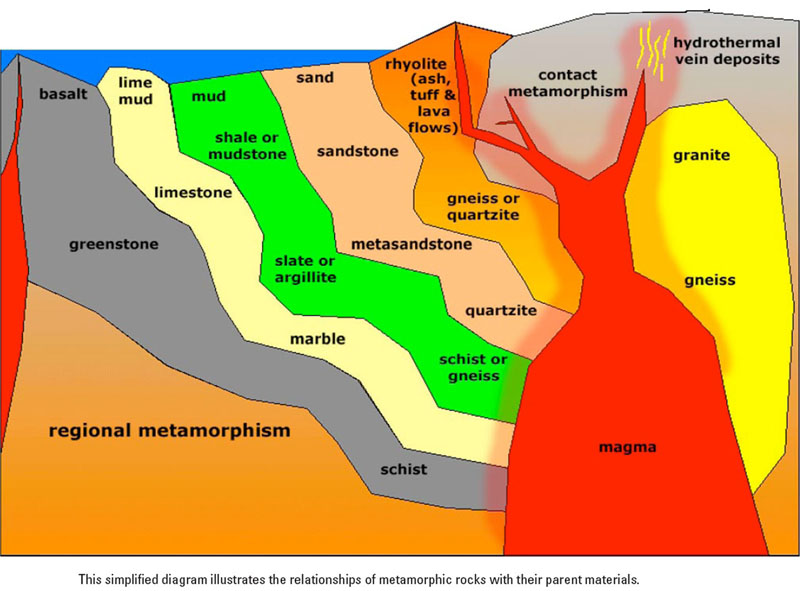 basalt
lime
mud
mud
sand
rhyolite
(ash,
tuff &
lava
flows)
contact
metamorphism
hydrothermal
vein deposits
shale or
mudstone
sandstone
granite
limestone
gneiss or
quartzite
greenstone
metasandstone
slate or
argillite
gneiss
quartzite
marble
schist or
gneiss
regional metamorphism
magma
schist
This simplified diagram illustrates the relationships of metamorphic rocks with their parent materials.